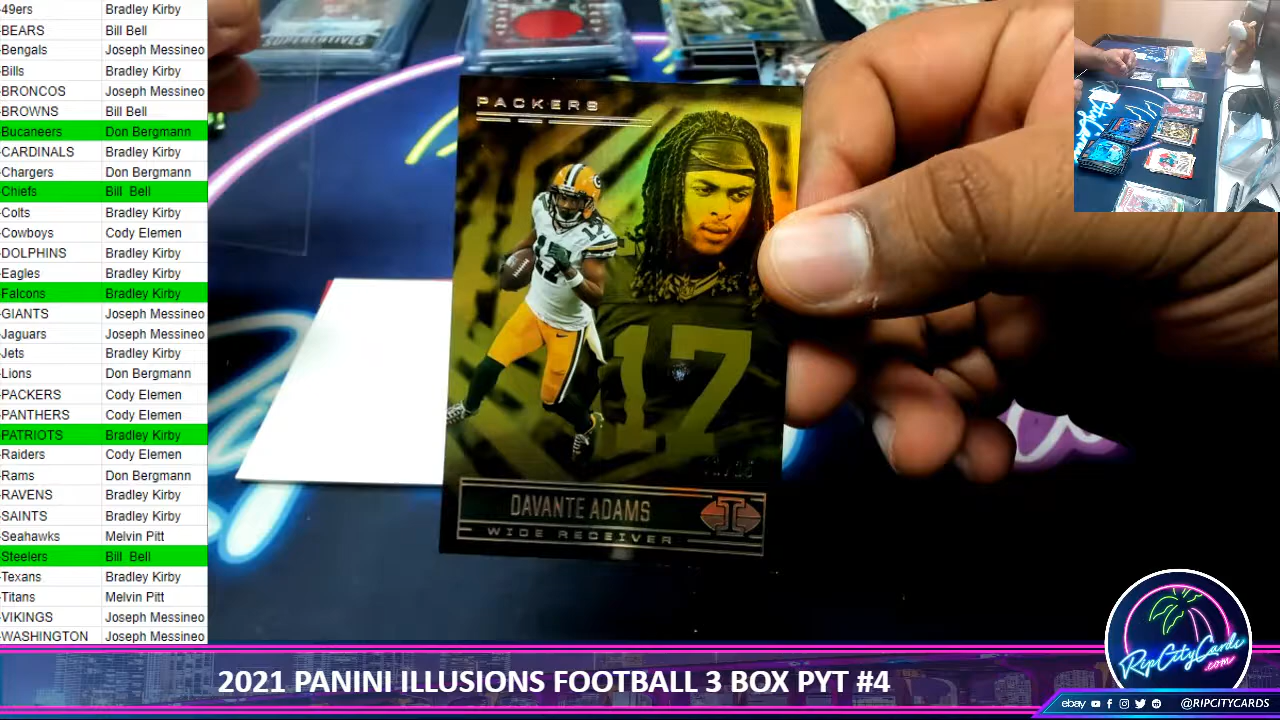 -49ers Bradley Kirby
-BEARS Bill Bell
-Bengals Joseph Messineo
-Bills Bradley Kirby
-BRONCOS Joseph Messineo
-BROWNS Bill Bell
-Bucaneers Don Bergmann
-CARDINALS Bradley Kirby
-Chargers Don Bergmann
-Chiefs Bill Bell
-Colts Bradley Kirby
-Cowboys Cody Elemen
-DOLPHINS Bradley Kirby
-Eagles Bradley Kirby
-Falcons Bradley Kirby
-GIANTS Joseph Messineo
-Jaguars Joseph Messineo
-Jets Bradley Kirby
-Lions Don Bergmann
-PACKERS Cody Elemen
-PANTHERS Cody Elemen
-PATRIOTS Bradley Kirby
-Raiders Cody Elemen
-Rams Don Bergmann
-RAVENS Bradley Kirby
-SAINTS Bradley Kirby
-Seahawks Melvin Pitt
-Steelers Bill Bell
-Texans Bradley Kirby
-Titans Melvin Pitt
-VIKINGS Joseph Messineo
-WASHINGTON Joseph Messineo
SUPERLATIVES
PACKERS
17
17
17
DAVANTE ADAMS
I
WIDE RECEIVER
RipCityCards
.com
2021 PANINI ILLUSIONS FOOTBALL 3 BOX PYT #4
ebay @RIPCITYCARDS